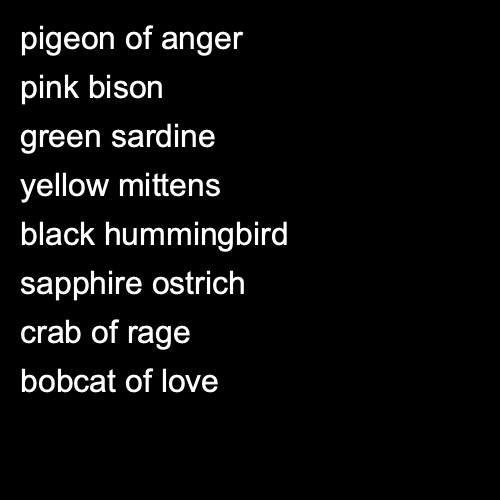 pigeon of anger
pink bison
green sardine
yellow mittens
black hummingbird
sapphire ostrich
crab of rage
bobcat of love